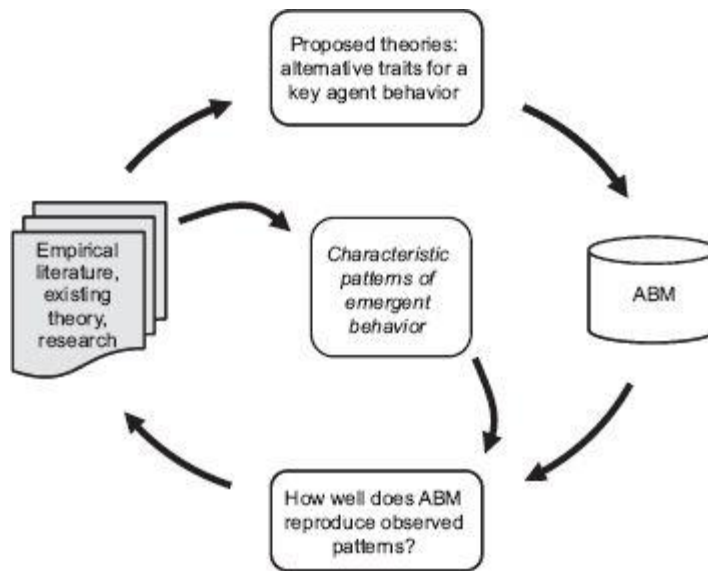 Proposed theories:
alternative traits for a
key agent behavior
Empirical
literature,
existing
theory,
research
Characteristic
patterns of
emergent
behavior
ABM
How well does ABM
reproduce observed
patterns?